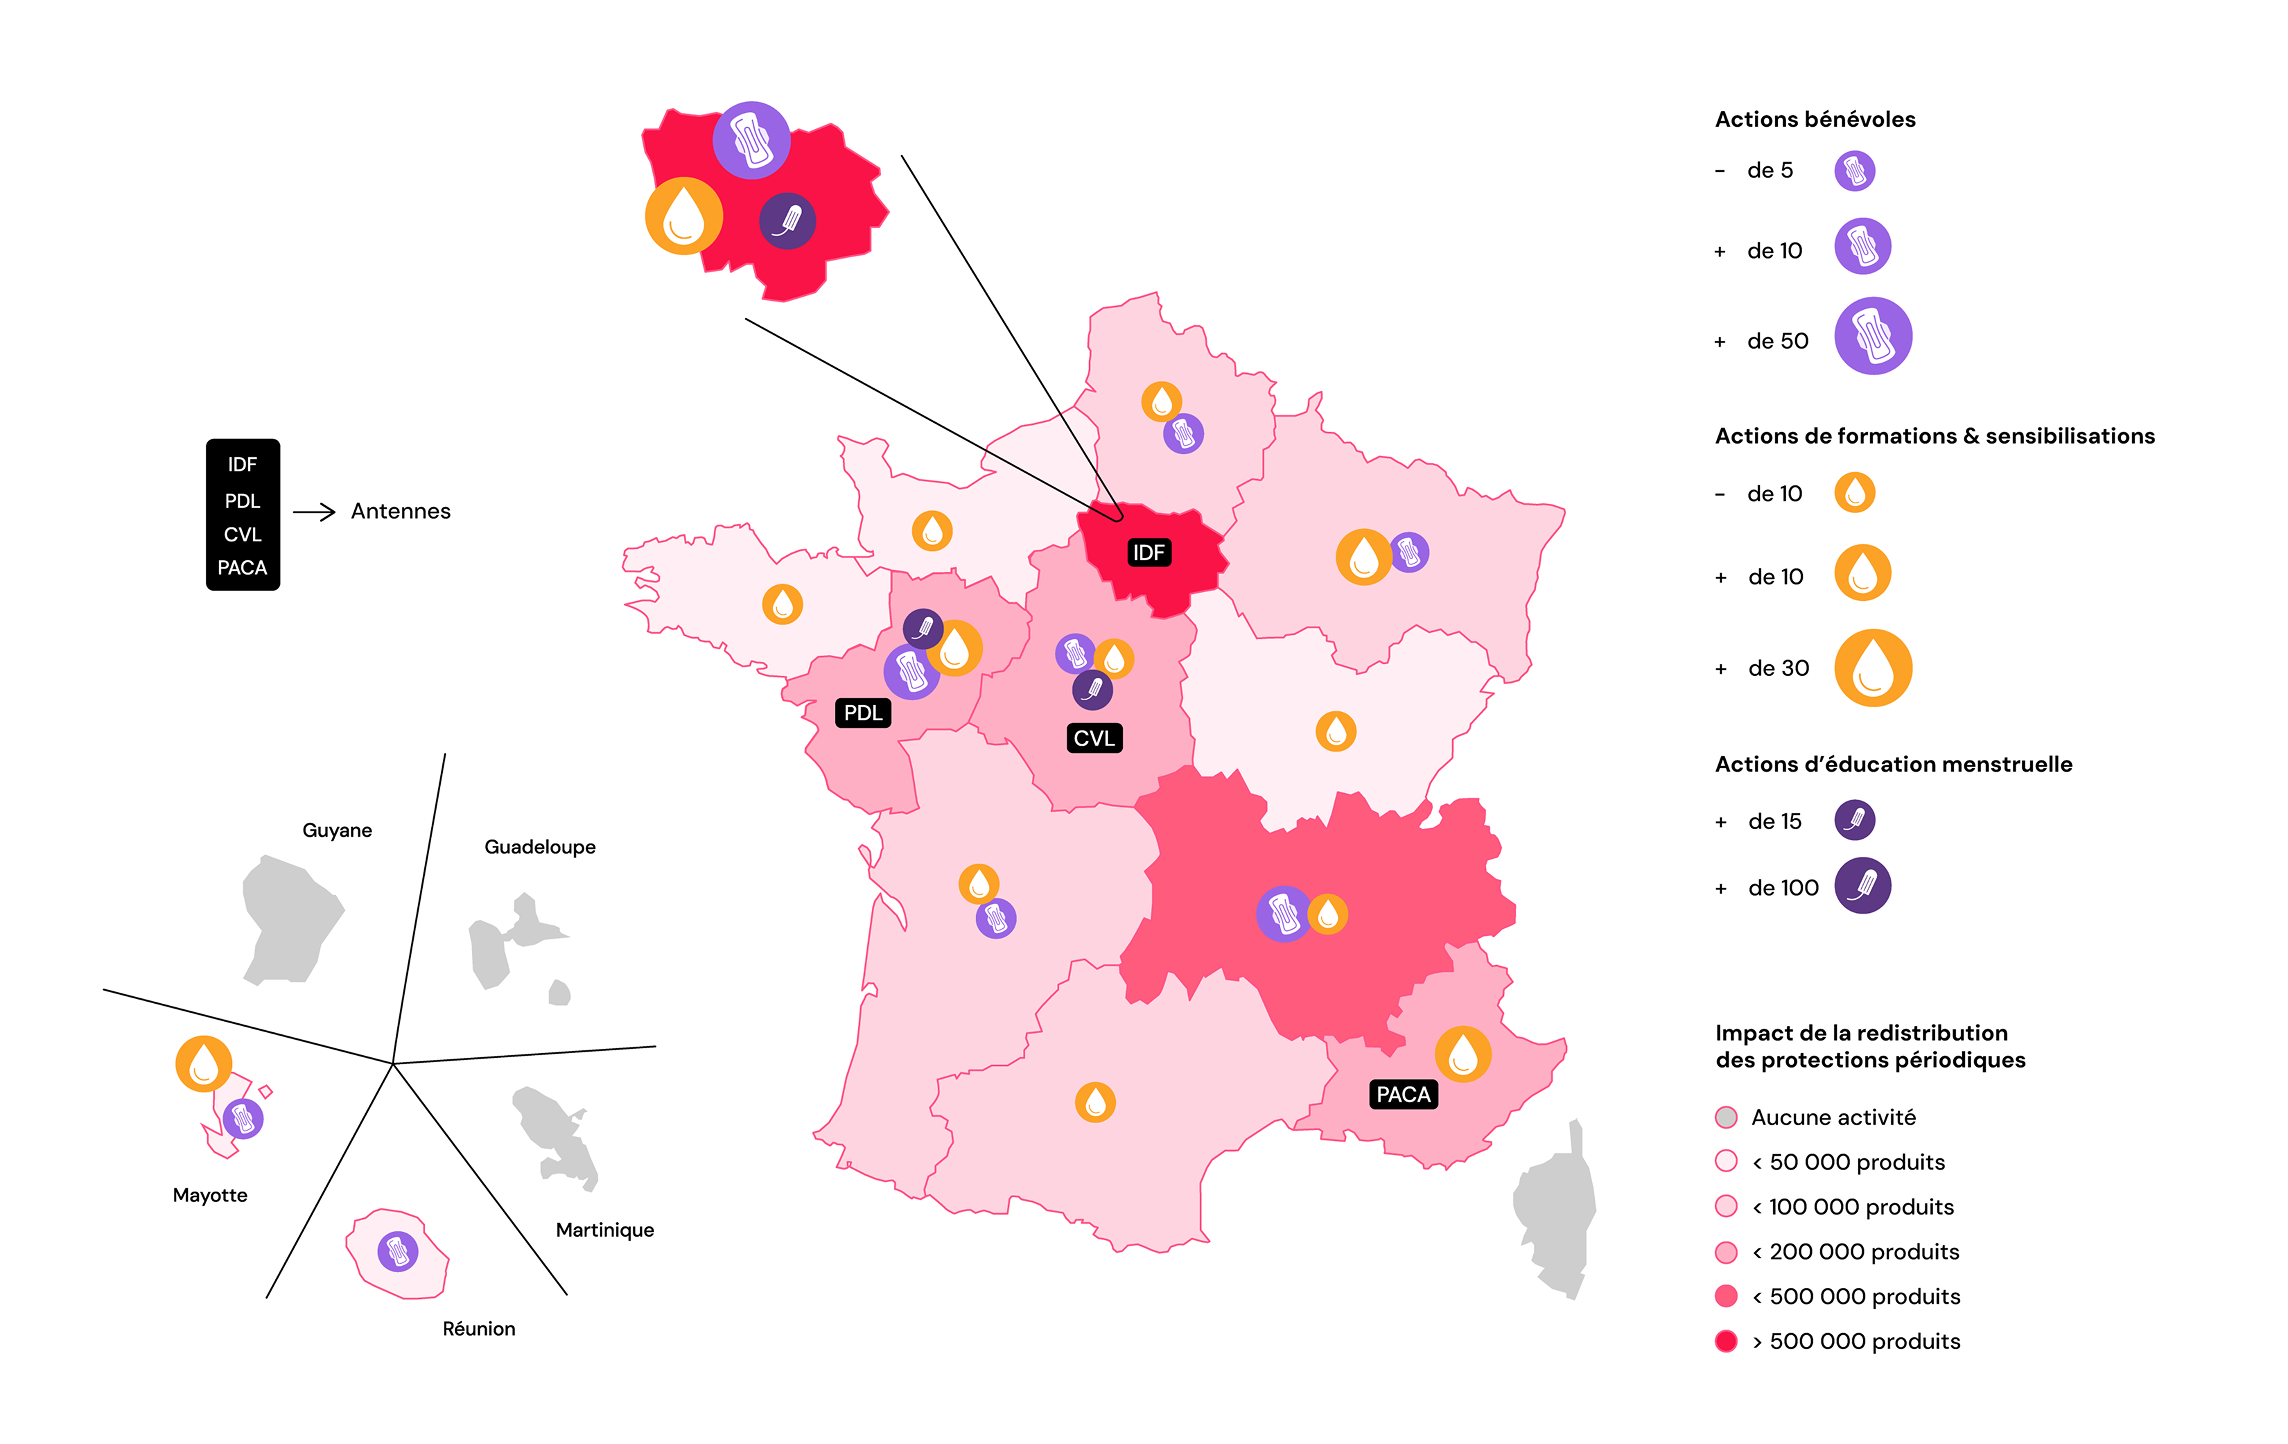 IDF
PDL
CVL
PACA
Antennes
IDF
PDL
CVL
PACA
Guyane
Guadeloupe
Mayotte
Martinique
Réunion
Actions bénévoles
- de 5
+ de 10
+ de 50
Actions de formations & sensibilisations
- de 10
+ de 10
+ de 30
Actions d’éducation menstruelle
+ de 15
+ de 100
Impact de la redistribution
des protections périodiques
Aucune activité
< 50 000 produits
< 100 000 produits
< 200 000 produits
< 500 000 produits
> 500 000 produits